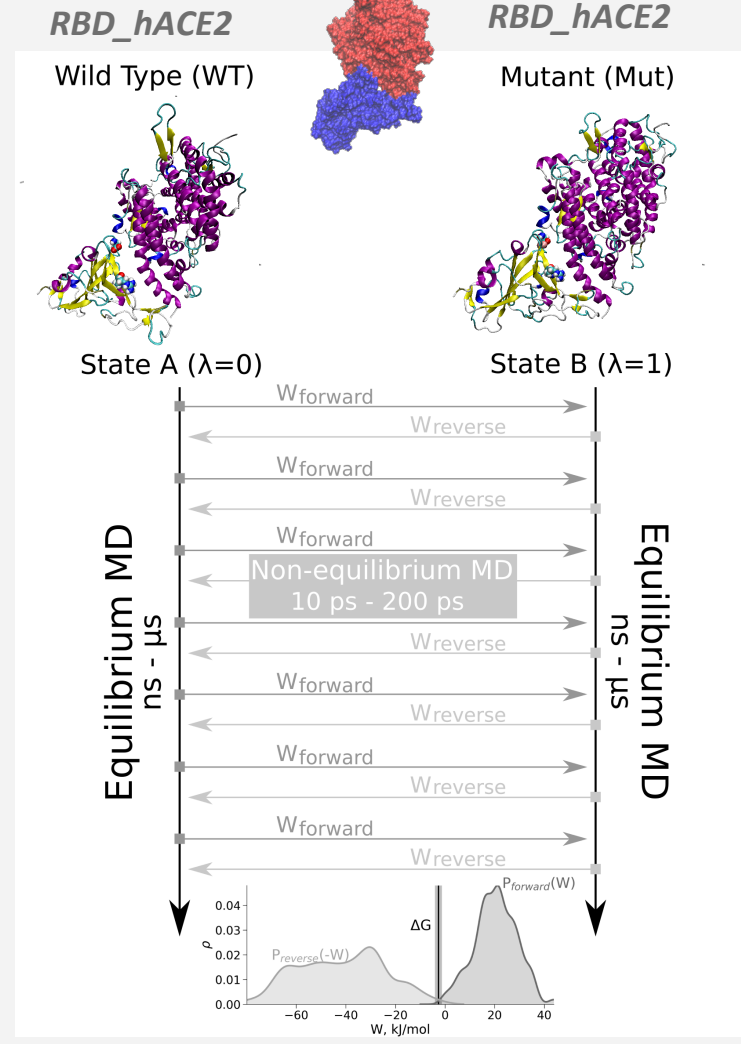 RBD_hACE2
RBD_hACE2
Wild Type (WT)
Mutant (Mut)
State A (λ=0)
State B (λ=1)
Wforward
Wreverse
Wforward
Wreverse
Wforward
Non-equilibrium MD
10 ps - 200 ps
Wreverse
Wforward
Wreverse
Wforward
Wreverse
Wforward
Wreverse
Equilibrium MD
ns - µs
Equilibrium MD
ns - µs
Pforward(W)
ΔG
Preverse(-W)
ρ
0.04
0.03
0.02
0.01
0.00
−60
−40
−20
0
20
40
W, kJ/mol